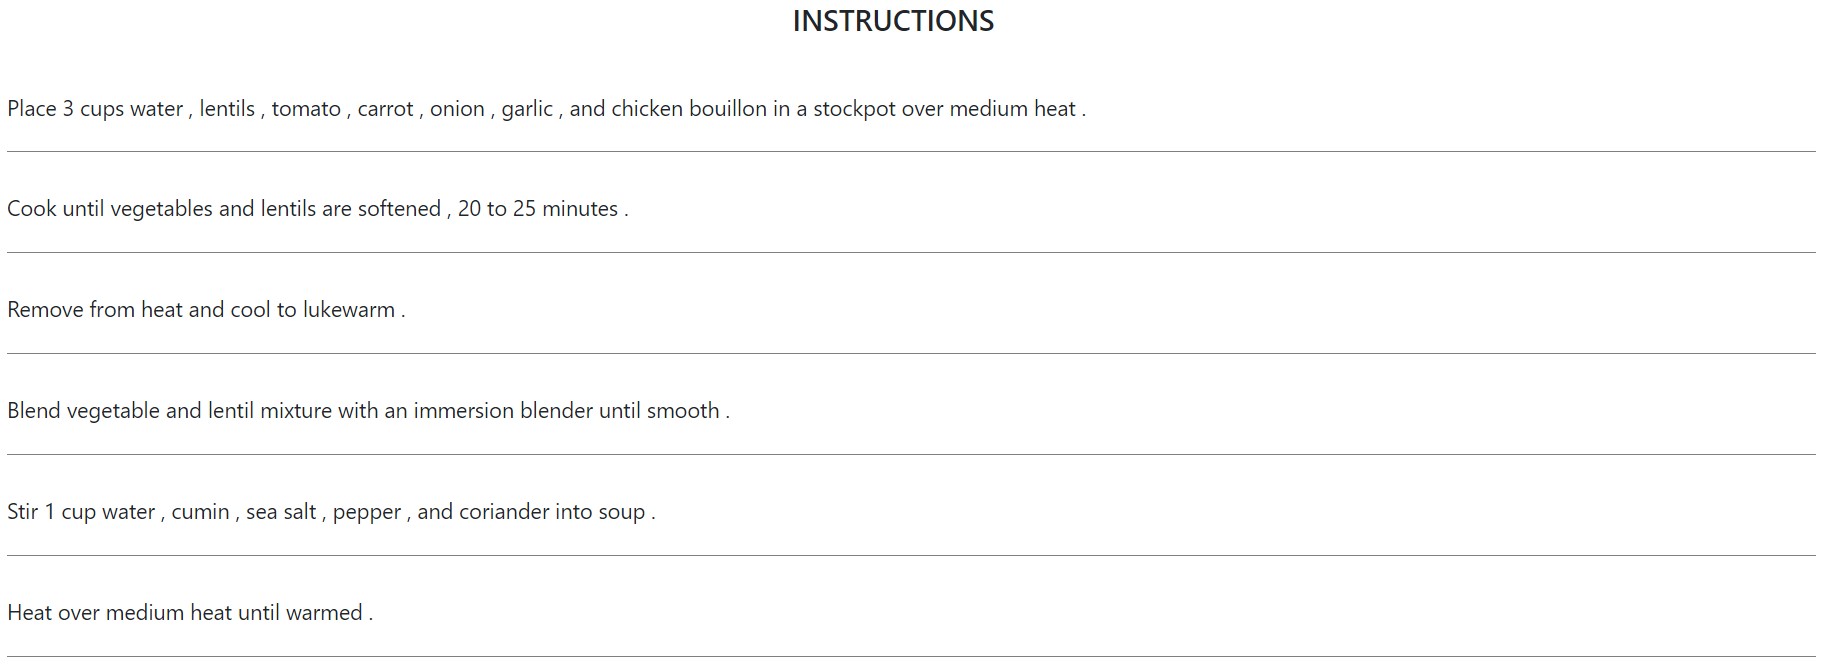 INSTRUCTIONS
Place 3 cups water , lentils , tomato , carrot , onion , garlic , and chicken bouillon in a stockpot over medium heat .
Cook until vegetables and lentils are softened , 20 to 25 minutes .
Remove from heat and cool to lukewarm .
Blend vegetable and lentil mixture with an immersion blender until smooth .
Stir 1 cup water , cumin , sea salt , pepper , and coriander into soup .
Heat over medium heat until warmed .